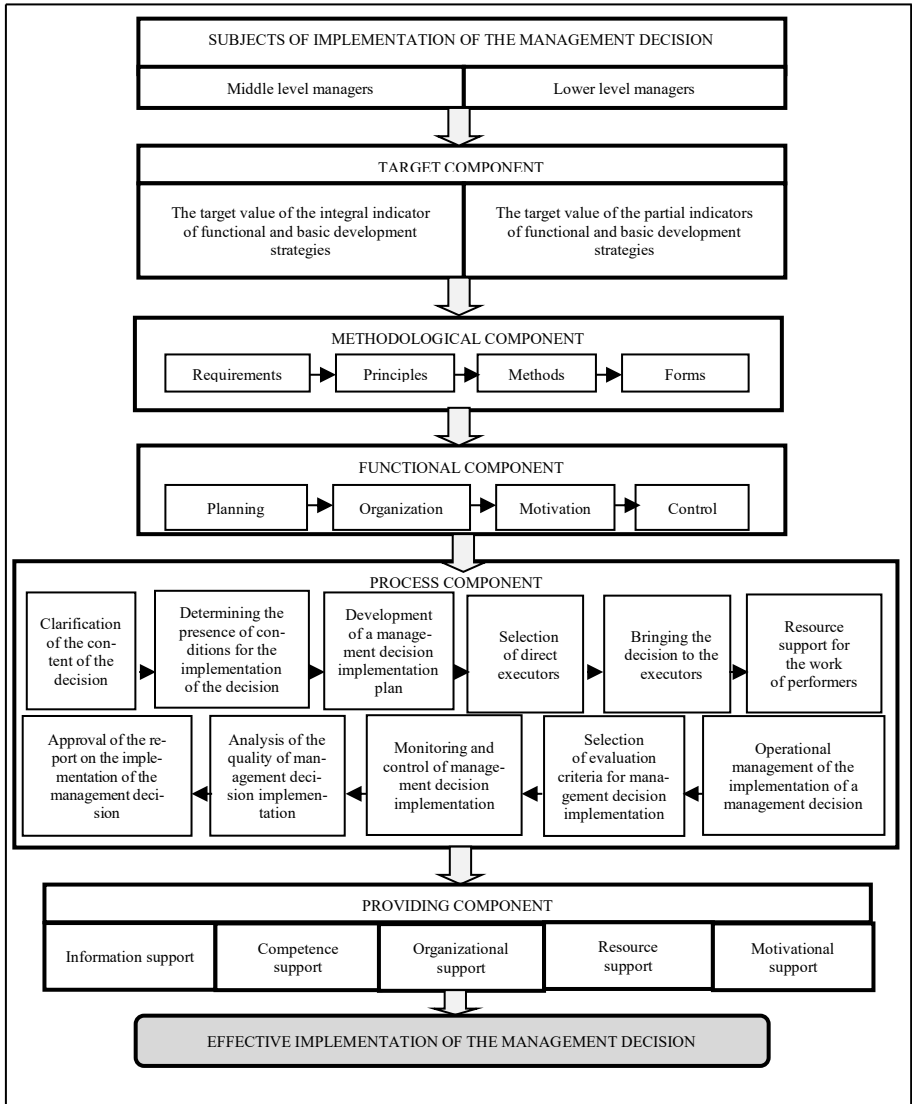 SUBJECTS OF IMPLEMENTATION OF THE MANAGEMENT DECISION
Middle level managers
Lower level managers
TARGET COMPONENT
The target value of the integral indicator
of functional and basic development
strategies
The target value of the partial indicators
of functional and basic development
strategies
METHODOLOGICAL COMPONENT
Requirements
Principles
Methods
Forms
FUNCTIONAL COMPONENT
Planning
Organization
Motivation
Control
PROCESS COMPONENT
Clarification
of the con-
tent of the
decision
Determining the
presence of con-
ditions for the
implementation
of the decision
Development
of a manage-
ment decision
implementation
plan
Selection
of direct
executors
Bringing the
decision to the
executors
Resource
support for
the work
of performers
Approval of the re-
port on the imple-
mentation of the
management deci-
sion
Analysis of the
quality of man-
agement deci-
sion implemen-
tation
Monitoring and
control of manage-
ment decision
implementation
Selection
of evaluation
criteria for man-
agement decision
implementation
Operational
management of the
implementation of a
management decision
PROVIDING COMPONENT
Information support
Competence
support
Organizational
support
Resource
support
Motivational
support
EFFECTIVE IMPLEMENTATION OF THE MANAGEMENT DECISION